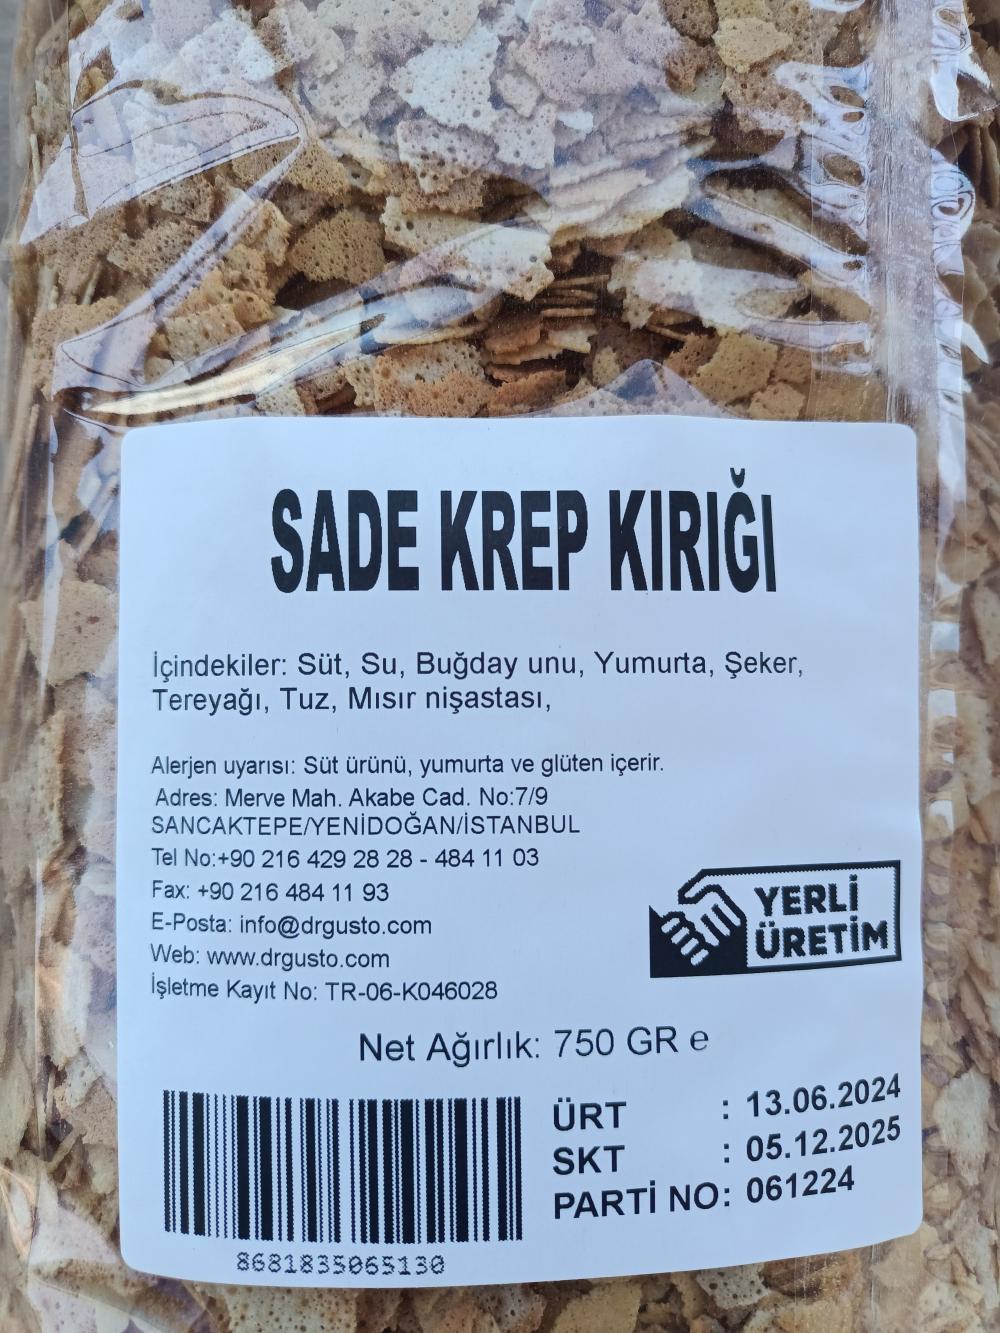 SADE KREP KIRIĞI
İçindekiler: Süt, Su, Buğday unu, Yumurta, Şeker,
Tereyağı, Tuz, Mısır nişastası,
Alerjen uyarısı: Süt ürünü, yumurta ve glüten içerir.
Adres: Merve Mah. Akabe Cad. No:7/9
SANCAKTEPE/YENİDOĞAN/İSTANBUL
Tel No:+90 216 429 28 28 - 484 11 03
Fax: +90 216 484 11 93
E-Posta: info@drgusto.com
Web: www.drgusto.com
İşletme Kayıt No: TR-06-K046028
YERLİ
ÜRETİM
Net Ağırlık: 750 GR e
ÜRT : 13.06.2024
SKT : 05.12.2025
PARTİ NO: 061224
8681835065130